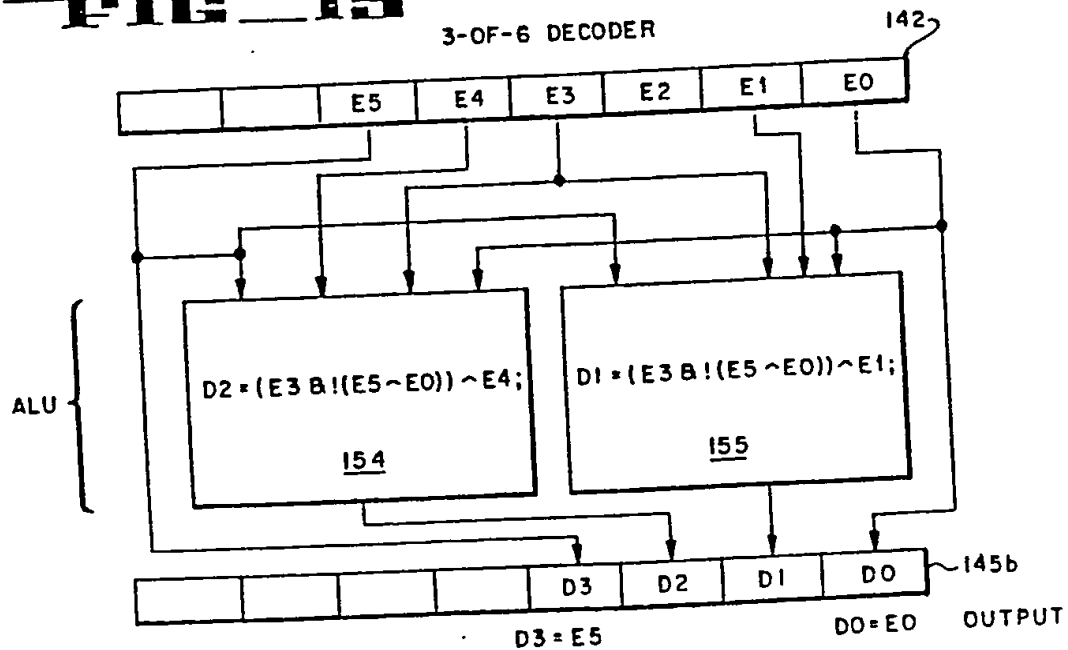 FIG__15
3-OF-6 DECODER
142
E5 E4 E3 E2 E1 E0
ALU
D2=(E3&!(E5^E0))^E4; D1=(E3&!(E5^E0))^E1;
154 155
D3 D2 D1 D0 145b
D3=E5 D0=E0 OUTPUT